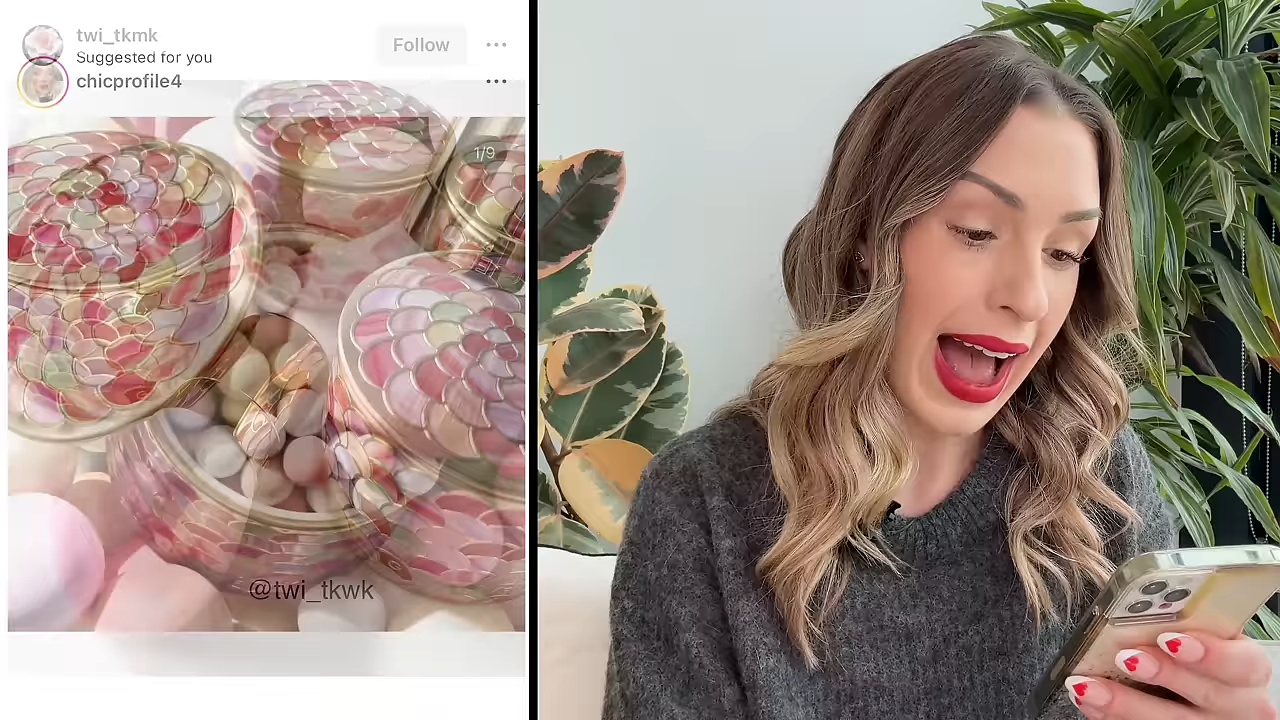 twi_tkmk
Suggested for you
chicprofile4
Follow
1/9
@twi_tkwk